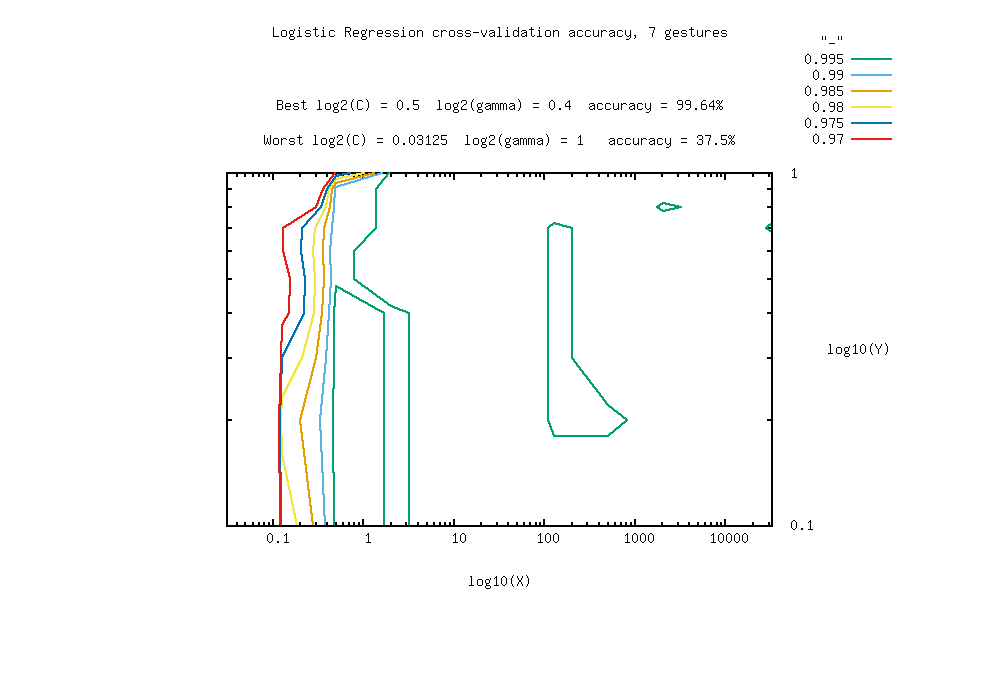 Logistic Regression cross-validation accuracy, 7 gestures
"_"
0.995
0.99
0.985
0.98
0.975
0.97
Best log2(C) = 0.5  log2(gamma) = 0.4  accuracy = 99.64%
Worst log2(C) = 0.03125  log2(gamma) = 1   accuracy = 37.5%
1
log10(Y)
0.1
0.1 1 10 100 1000 10000
log10(X)